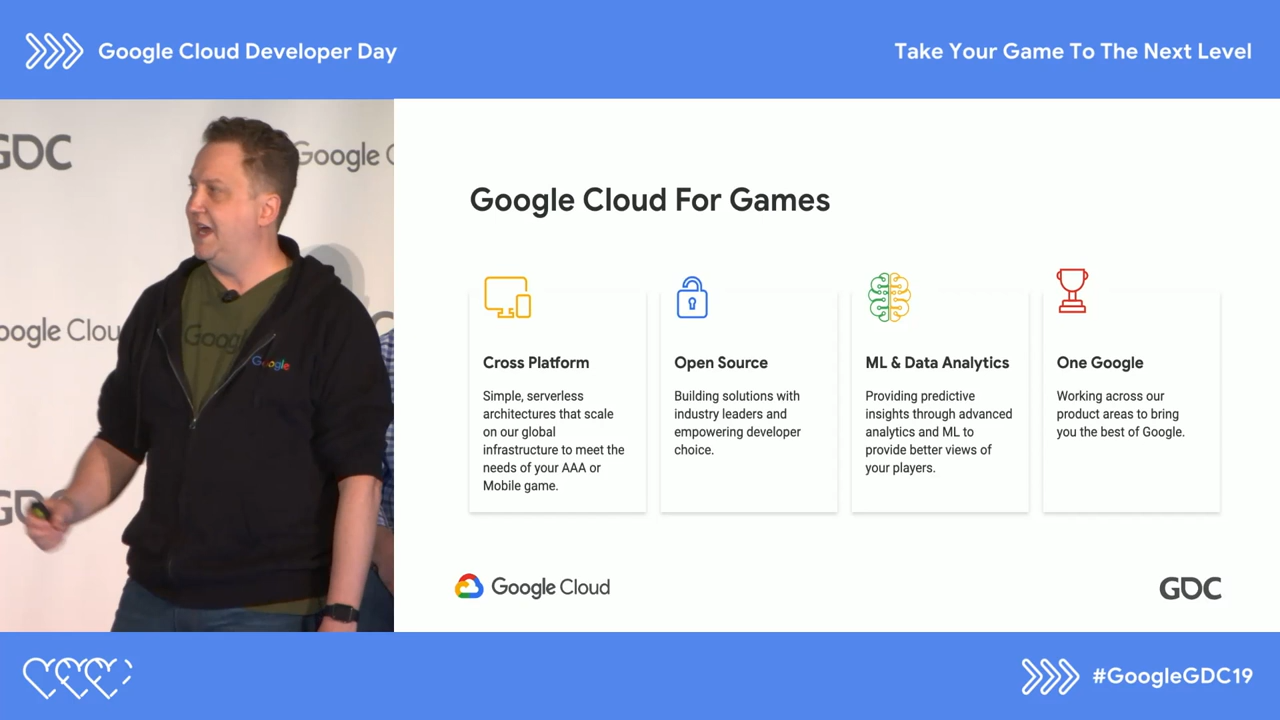 Google Cloud Developer Day
Take Your Game To The Next Level
GDC
Google C
Google
Google
oogle Clou
C
GDC
Google Cloud For Games
Cross Platform
Simple, serverless
architectures that scale
on our global
infrastructure to meet the
needs of your AAA or
Mobile game.
Open Source
Building solutions with
industry leaders and
empowering developer
choice.
ML & Data Analytics
Providing predictive
insights through advanced
analytics and ML to
provide better views of
your players.
One Google
Working across our
product areas to bring
you the best of Google.
Google Cloud
GDC
#GoogleGDC19